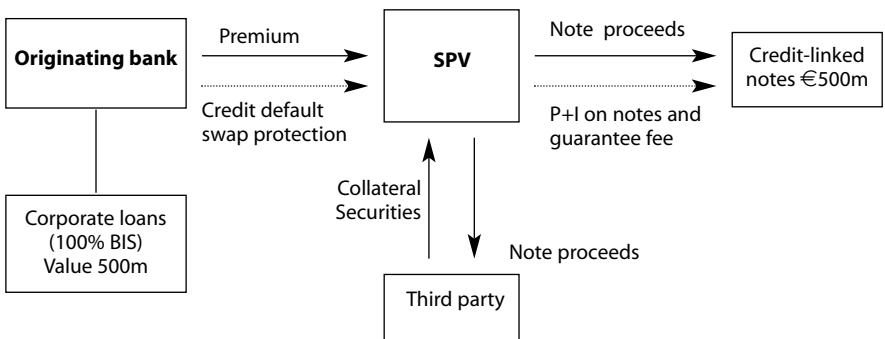 Originating bank
Premium
Credit default
swap protection
SPV
Note proceeds
P+I on notes and
guarantee fee
Credit-linked
notes €500m
Corporate loans
(100% BIS)
Value 500m
Collateral
Securities
Note proceeds
Third party